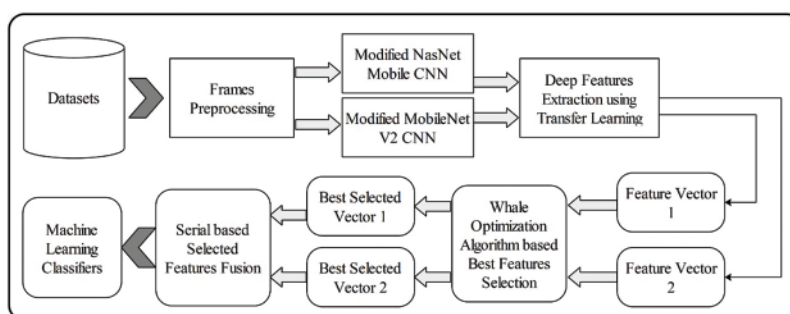 Datasets
Frames
Preprocessing
Modified NasNet
Mobile CNN
Modified MobileNet
V2 CNN
Deep Features
Extraction using
Transfer Learning
Machine
Learning
Classifiers
Serial based
Selected
Features Fusion
Best Selected
Vector 1
Best Selected
Vector 2
Whale
Optimization
Algorithm based
Best Features
Selection
Feature Vector
1
Feature Vector
2